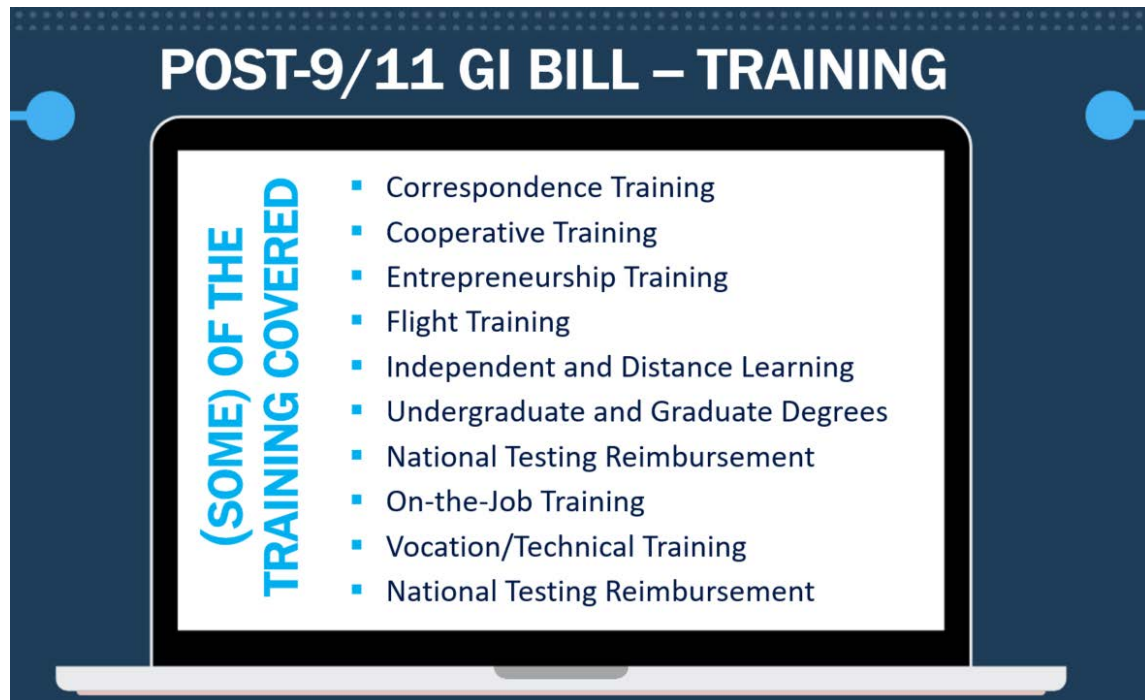 POST-9/11 GI BILL – TRAINING
(SOME) OF THE
TRAINING COVERED
▪ Correspondence Training
▪ Cooperative Training
▪ Entrepreneurship Training
▪ Flight Training
▪ Independent and Distance Learning
▪ Undergraduate and Graduate Degrees
▪ National Testing Reimbursement
▪ On-the-Job Training
▪ Vocation/Technical Training
▪ National Testing Reimbursement